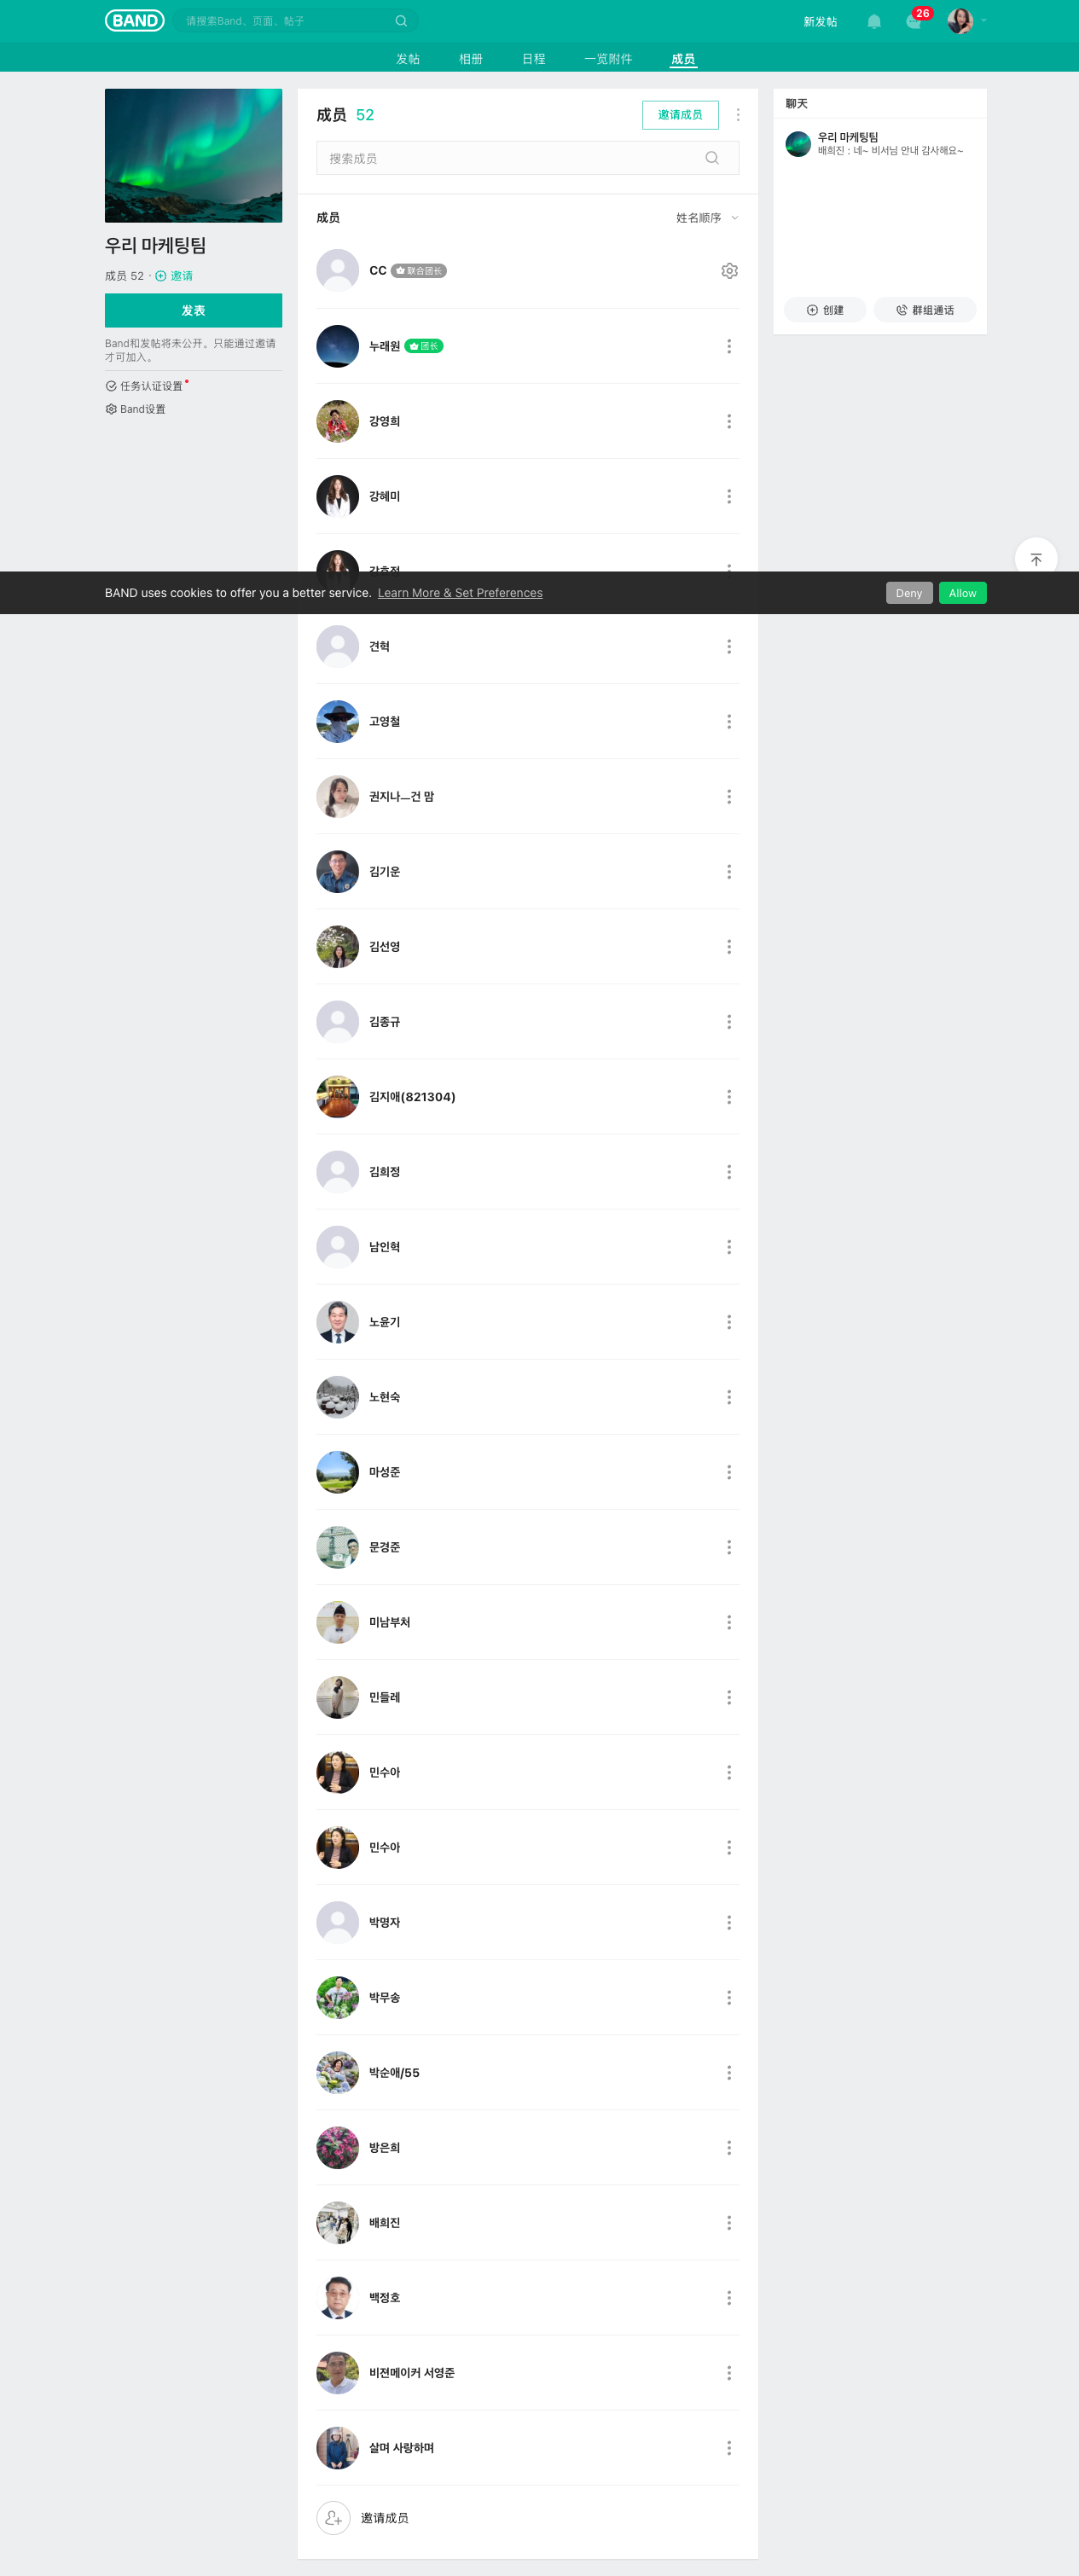 BAND
请搜索Band、页面、帖子
新发帖
26
发帖
相册
日程
一览附件
成员
우리 마케팅팀
成员 52 · 邀请
发表
Band和发帖将未公开。只能通过邀请
才可加入。
任务认证设置
Band设置
成员 52
邀请成员
搜索成员
成员
姓名顺序
CC 联合团长
누래원 团长
강영희
강혜미
BAND uses cookies to offer you a better service. Learn More & Set Preferences
Deny
Allow
견혁
고영철
권지나ㅡ건 맘
김기운
김선영
김종규
김지애(821304)
김희정
남인혁
노윤기
노현숙
마성준
문경준
미남부처
민들레
민수아
민수아
박명자
박무송
박순애/55
방은희
배희진
백정호
비젼메이커 서영준
살며 사랑하며
邀请成员
聊天
우리 마케팅팀
배희진 : 네~ 비서님 안내 감사해요~
创建
群组通话